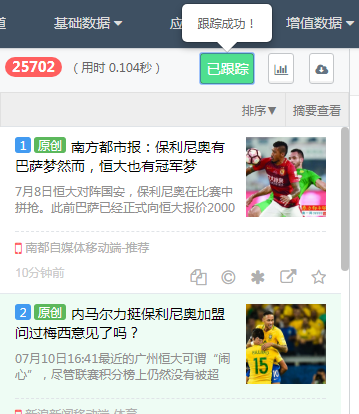 道 基础数据 应 增值数据
跟踪成功！
25702 （ 用时 0.104秒 ） 已跟踪
排序 摘要查看
1 原创 南方都市报：保利尼奥有
巴萨梦然而，恒大也有冠军梦
7月8日恒大对阵国安，保利尼奥在比赛中
拼抢。此前巴萨已经正式向恒大报价2000
南都自媒体移动端-推荐
10分钟前
2 原创 内马尔力挺保利尼奥加盟
问过梅西意见了吗？
07月10日16:41最近的广州恒大可谓“闹
心”，尽管联赛积分榜上仍然没有被超
新浪新闻移动端-体育
15